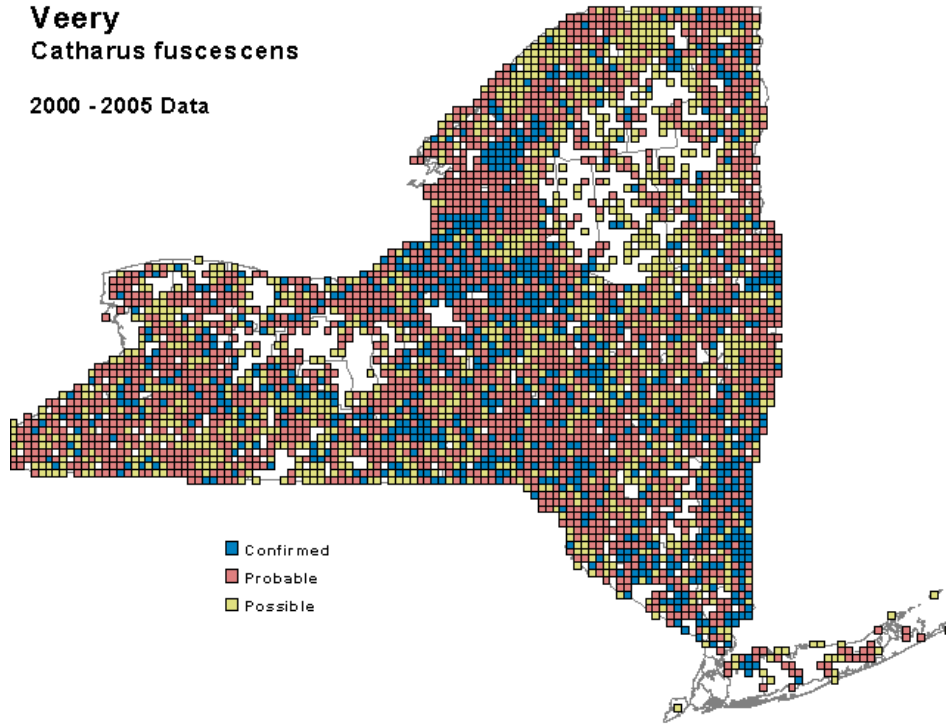 Veery
Catharus fuscescens
2000 - 2005 Data
Confirmed
Probable
Possible